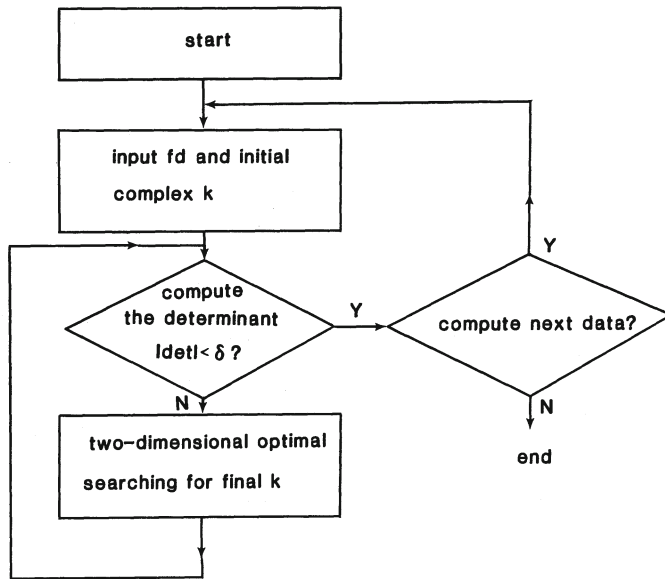 start
input fd and initial
complex k
compute
the determinant
|det|< δ ?
Y
N
two-dimensional optimal
searching for final k
Y
compute next data?
N
end